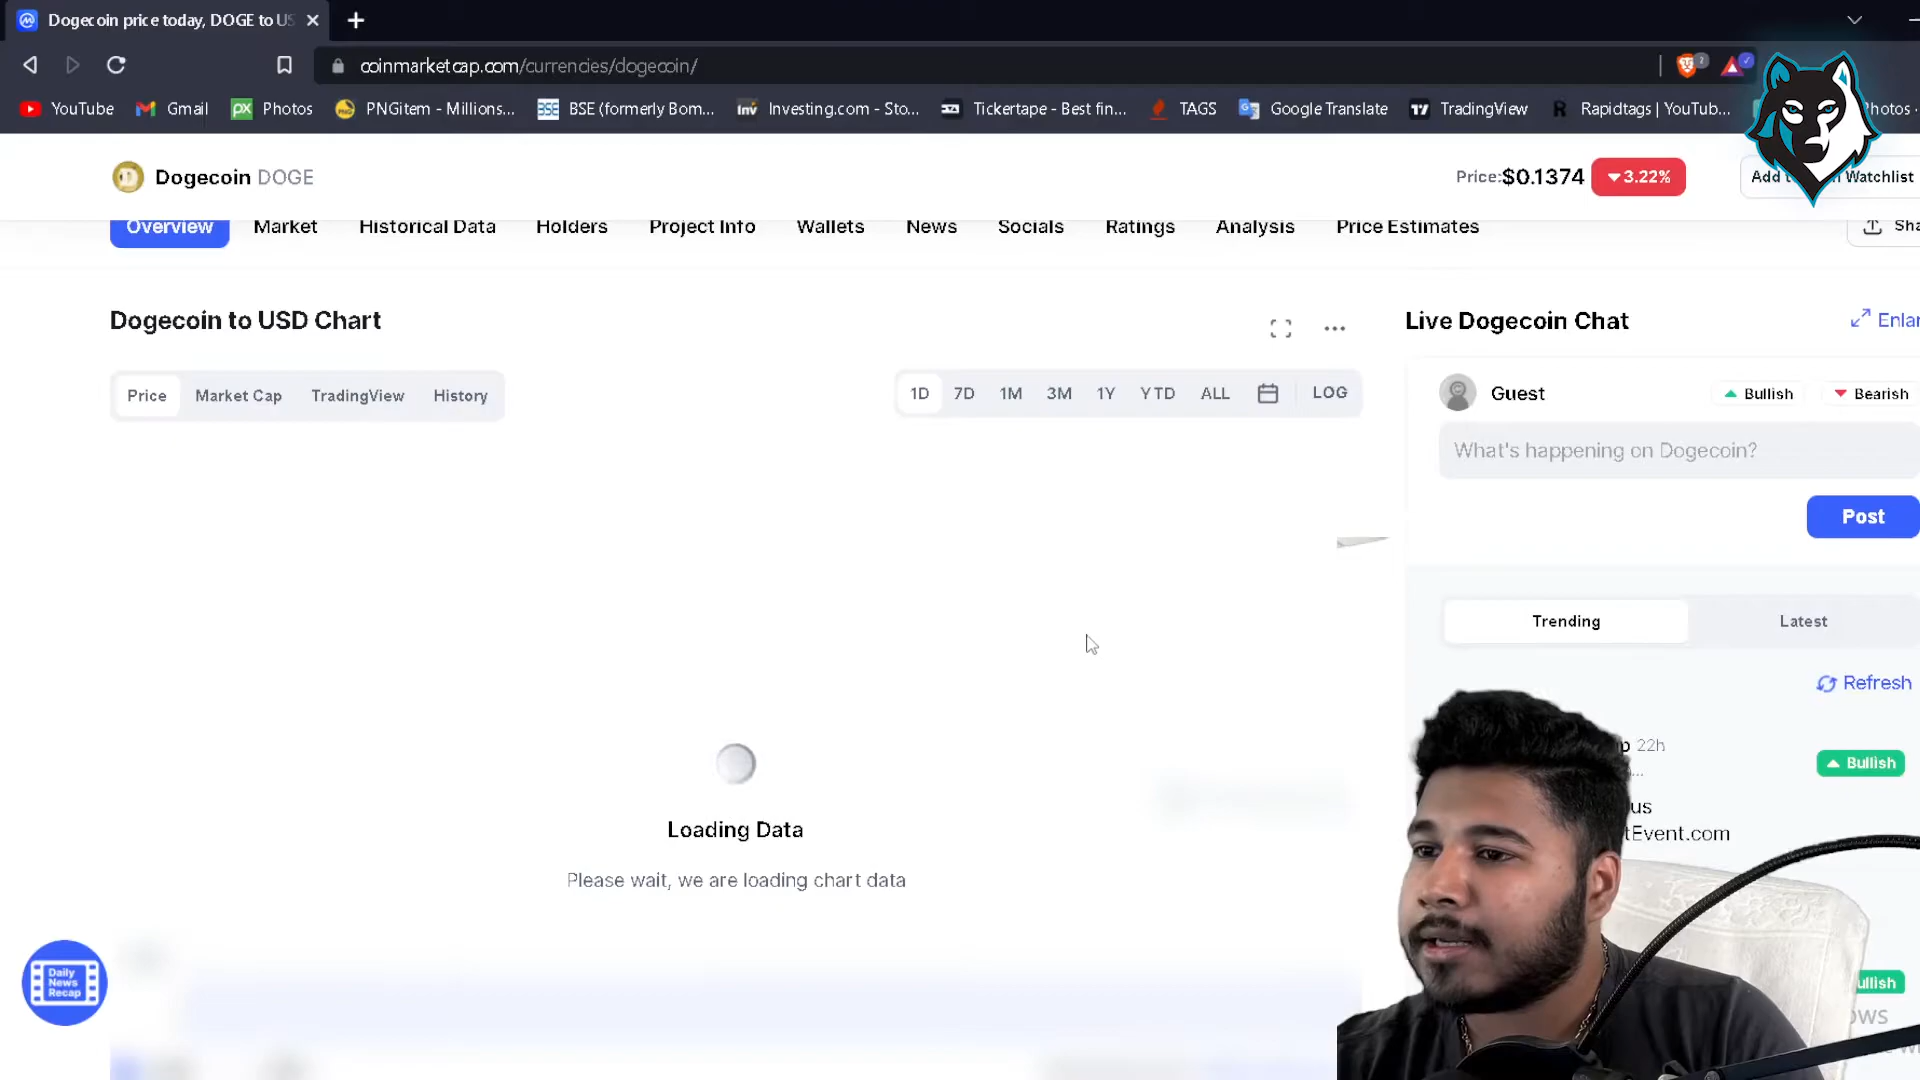 Dogecoin price today, DOGE to US
coinmarketcap.com/currencies/dogecoin/
YouTube Gmail Photos PNGitem - Millions... BSE (formerly Bom... Investing.com - Sto... Tickertape - Best fin... TAGS Google Translate TradingView Rapidtags | YouTub... Photos
Dogecoin DOGE Price:$0.1374 3.22% Add Watchlist
Overview Market Historical Data Holders Project Info Wallets News Socials Ratings Analysis Price Estimates
Dogecoin to USD Chart
Price Market Cap TradingView History
1D 7D 1M 3M 1Y YTD ALL LOG
Loading Data
Please wait, we are loading chart data
Daily
News
Recap
Live Dogecoin Chat
Guest Bullish Bearish
What's happening on Dogecoin?
Post
Trending Latest
Refresh
22h
Bullish
tEvent.com